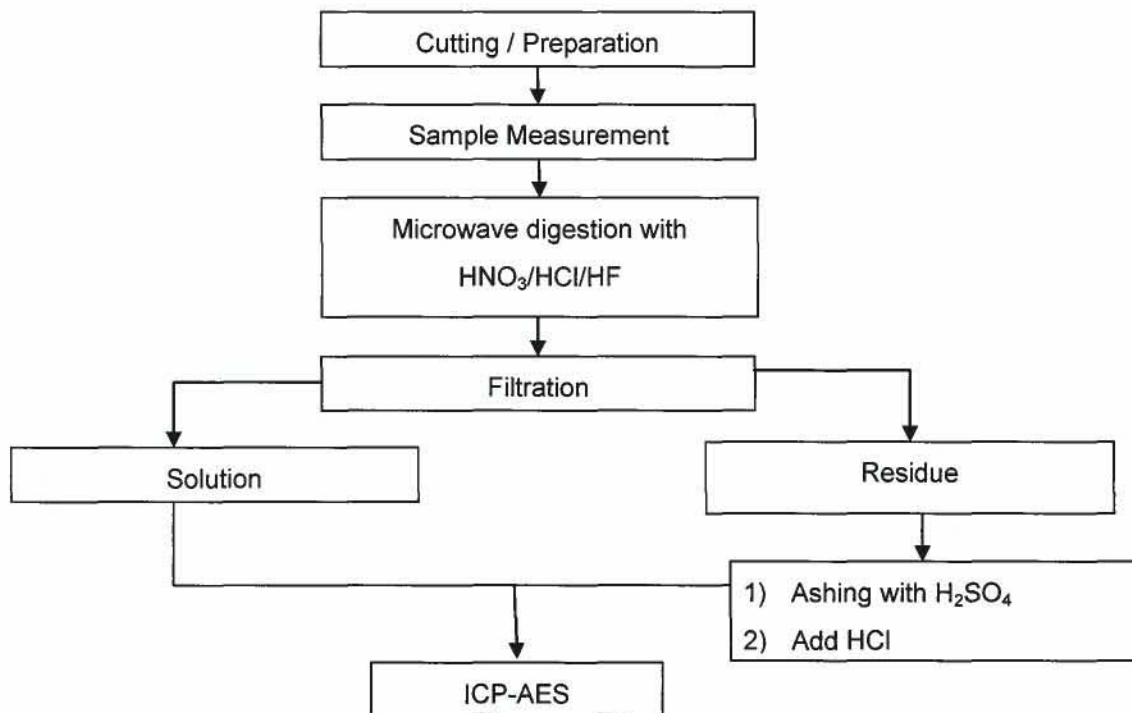 Cutting / Preparation
Sample Measurement
Microwave digestion with
HNO₃/HCl/HF
Filtration
Solution
Residue
1) Ashing with H₂SO₄
2) Add HCl
ICP-AES